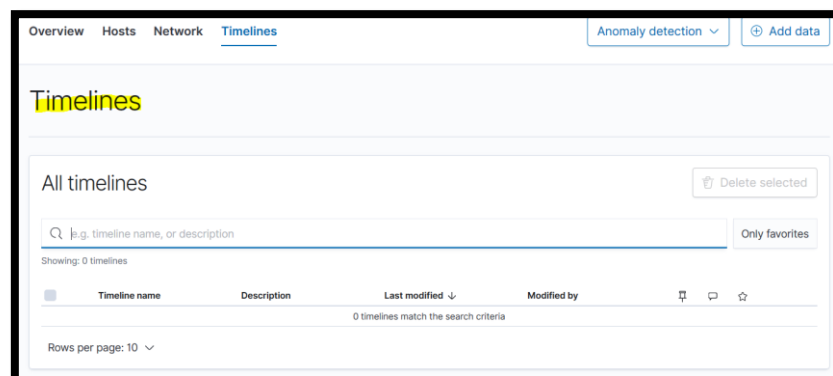 Overview Hosts Network Timelines Anomaly detection Add data
Timelines
All timelines Delete selected
e.g. timeline name, or description Only favorites
Showing: 0 timelines
Timeline name Description Last modified Modified by
0 timelines match the search criteria
Rows per page: 10